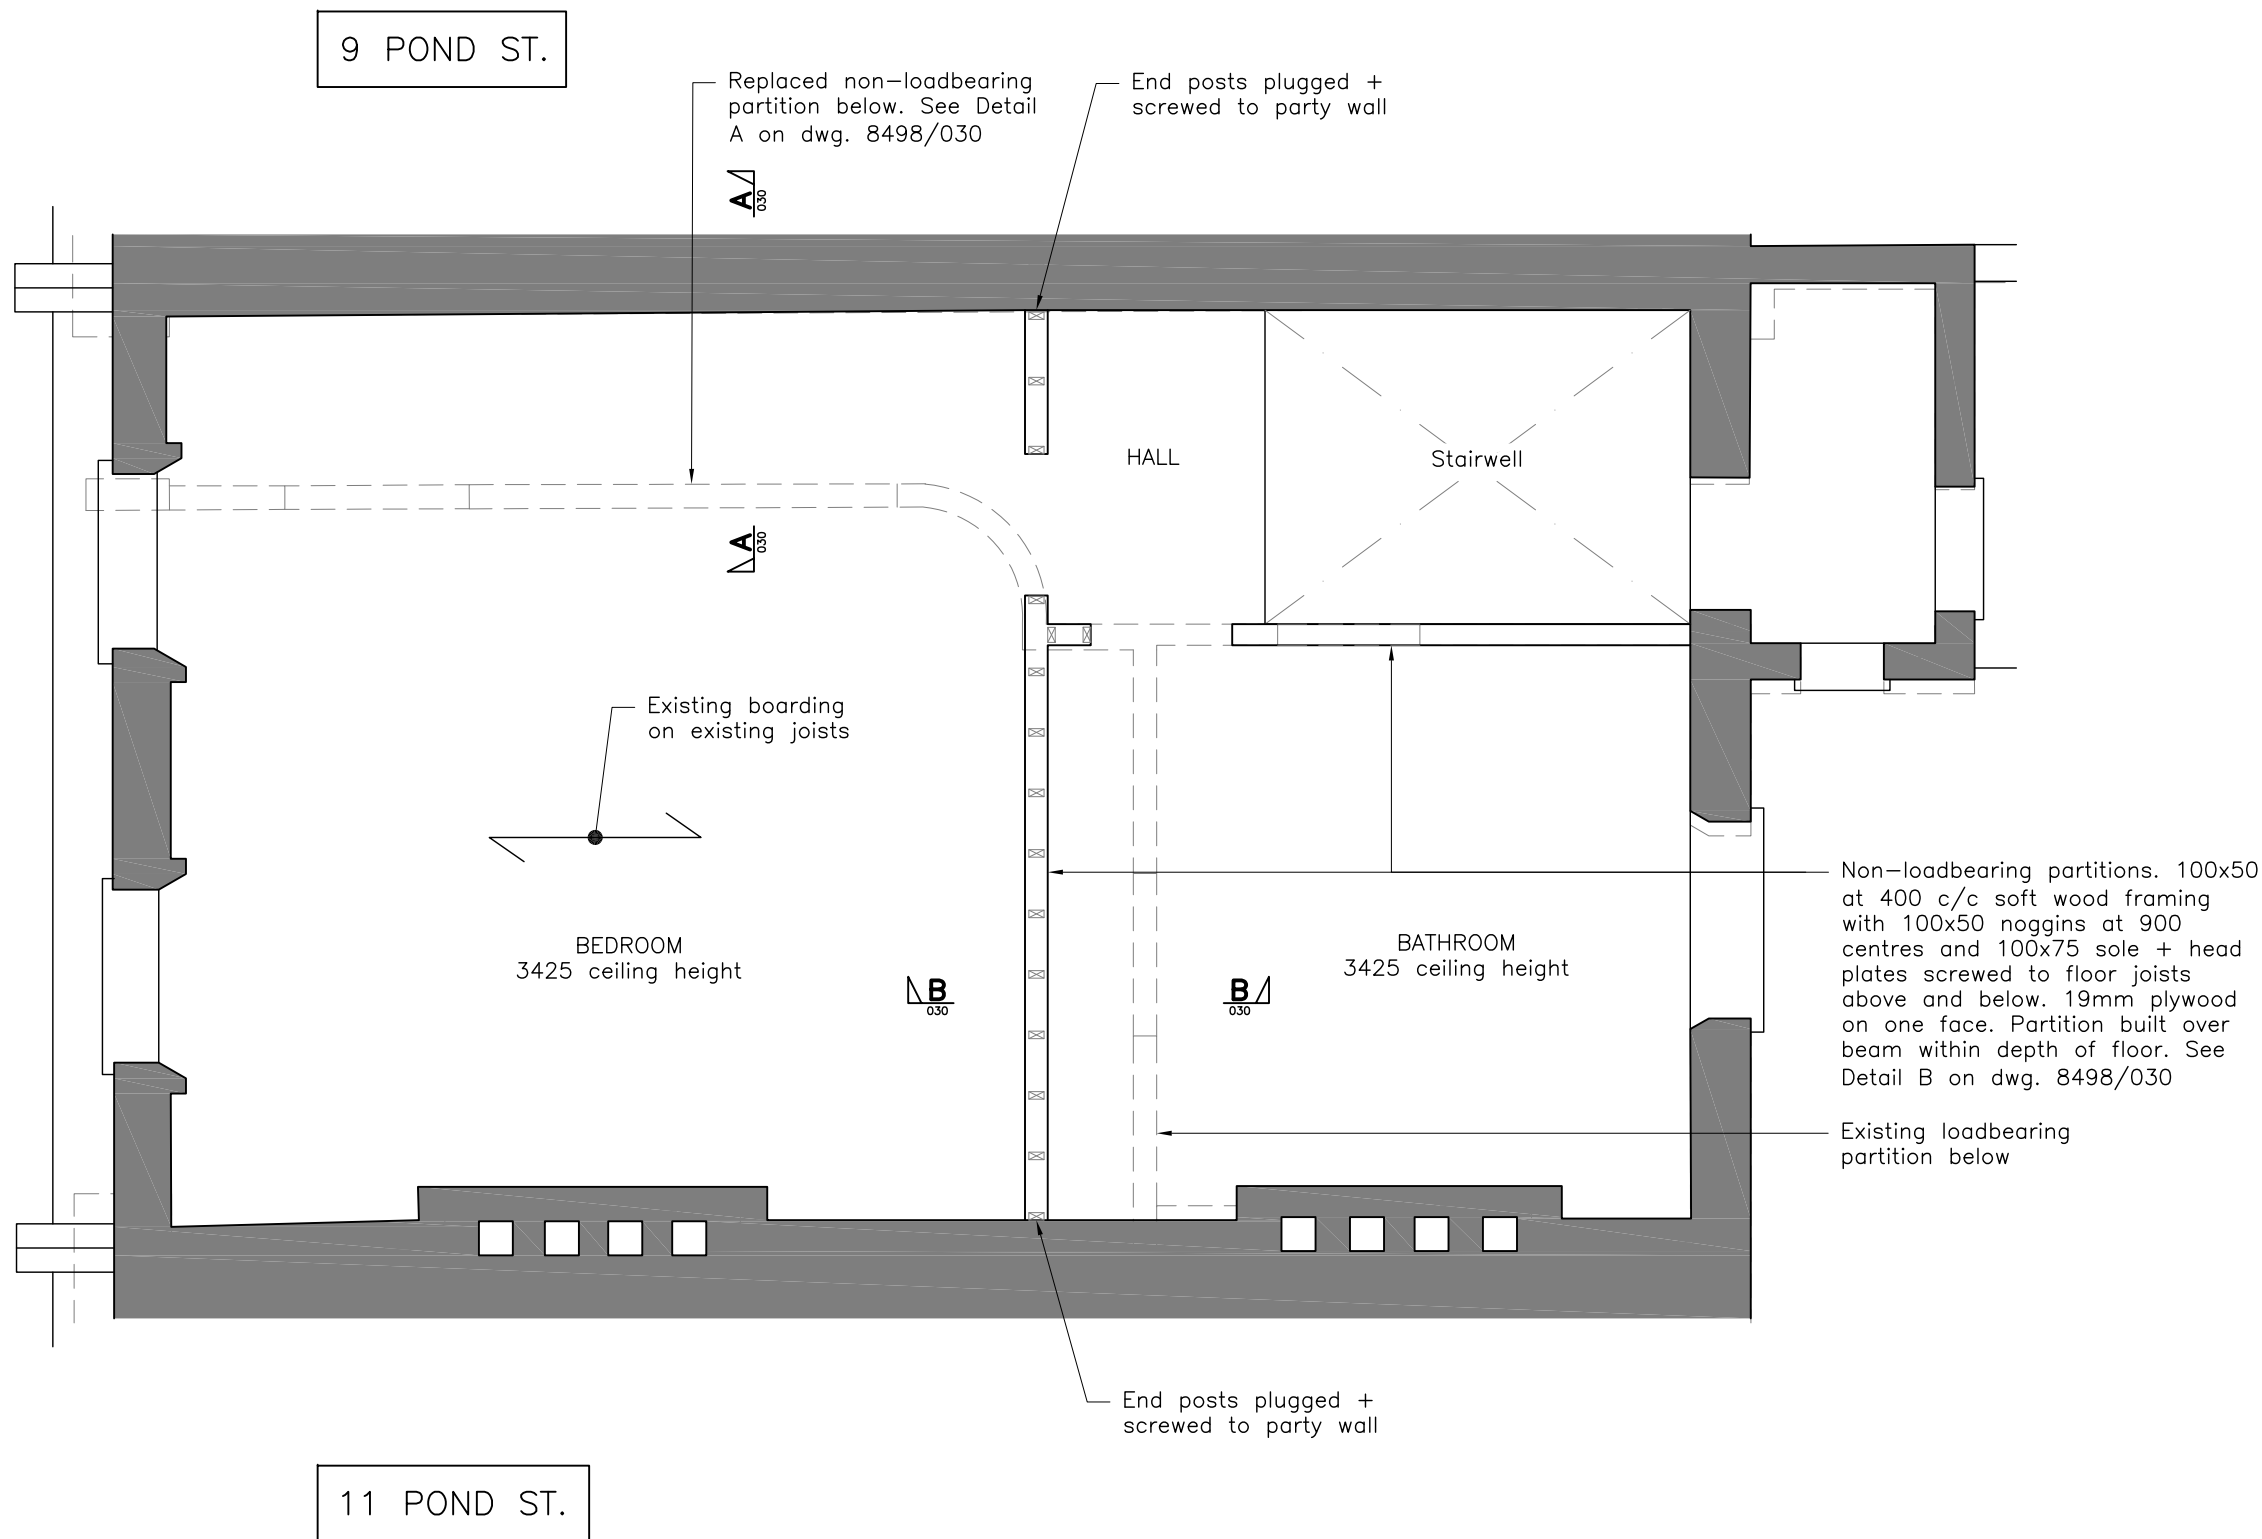 9 POND ST.
Replaced non-loadbearing
partition below. See Detail
A on dwg. 8498/030
End posts plugged +
screwed to party wall
A
030
HALL
Stairwell
A
030
Existing boarding
on existing joists
BEDROOM
3425 ceiling height
B
030
BATHROOM
3425 ceiling height
B
030
Non-loadbearing partitions. 100x50
at 400 c/c soft wood framing
with 100x50 noggins at 900
centres and 100x75 sole + head
plates screwed to floor joists
above and below. 19mm plywood
on one face. Partition built over
beam within depth of floor. See
Detail B on dwg. 8498/030
Existing loadbearing
partition below
End posts plugged +
screwed to party wall
11 POND ST.